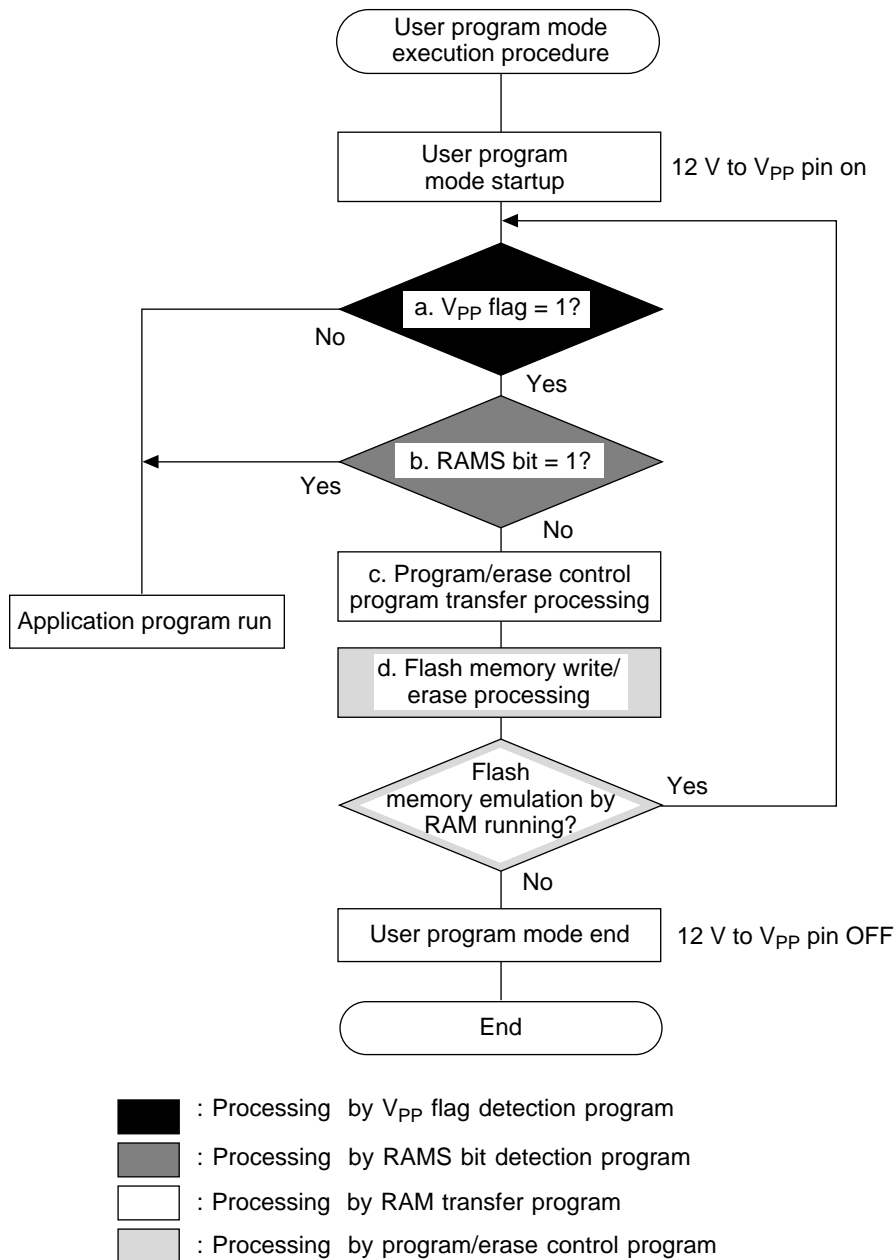 User program mode
execution procedure
User program
mode startup
12 V to VPP pin on
a. VPP flag = 1?
No
Yes
b. RAMS bit = 1?
Yes
No
c. Program/erase control
program transfer processing
Application program run
d. Flash memory write/
erase processing
Flash
memory emulation by
RAM running?
Yes
No
User program mode end
12 V to VPP pin OFF
End
: Processing by VPP flag detection program
: Processing by RAMS bit detection program
: Processing by RAM transfer program
: Processing by program/erase control program